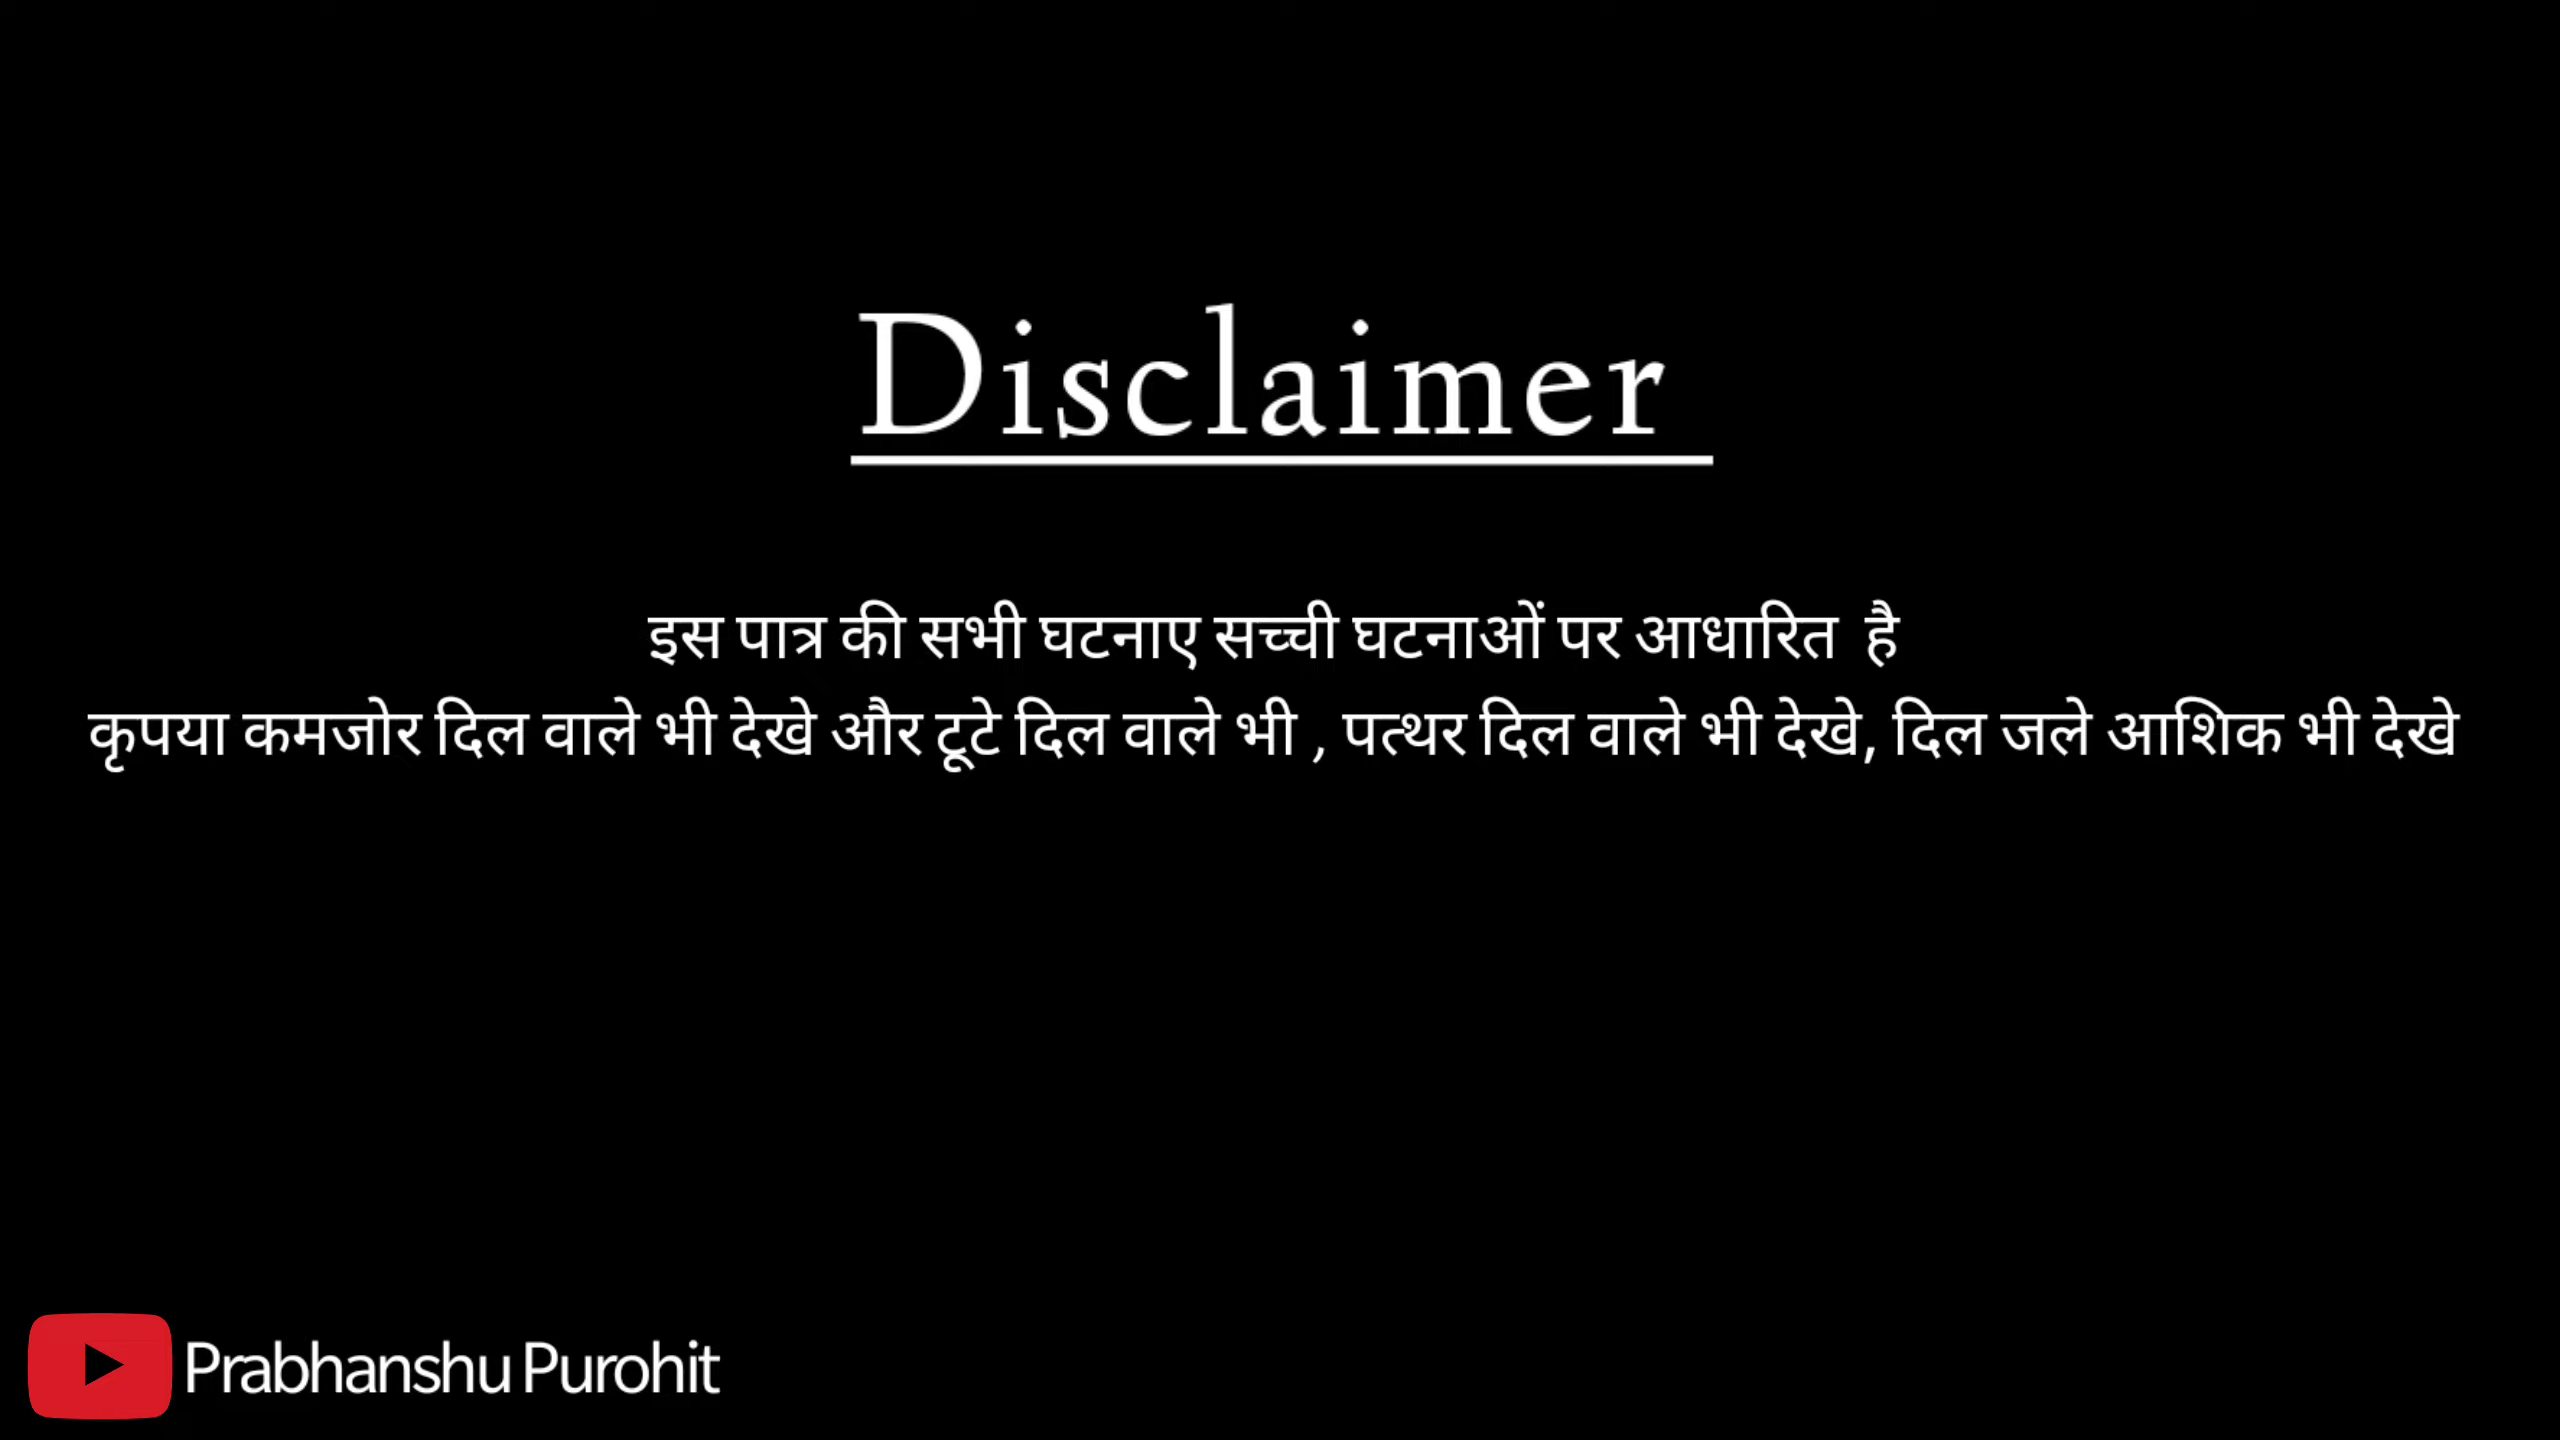 Disclaimer
इस पात्र की सभी घटनाए सच्ची घटनाओं पर आधारित है
कृपया कमजोर दिल वाले भी देखे और टूटे दिल वाले भी , पत्थर दिल वाले भी देखे, दिल जले आशिक भी देखे
Prabhanshu Purohit